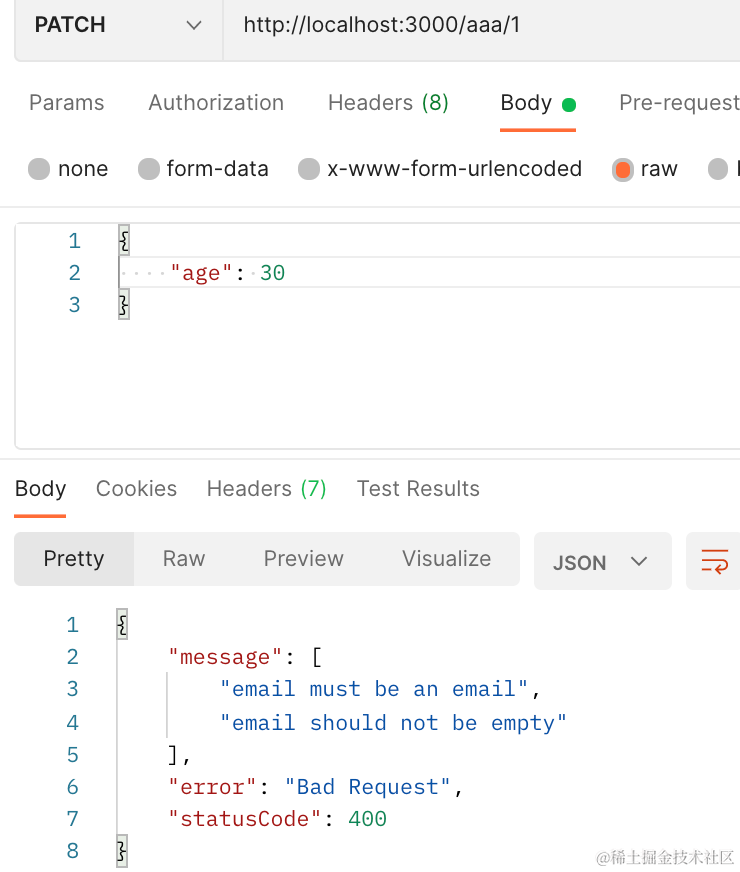 PATCH http://localhost:3000/aaa/1
Params Authorization Headers (8) Body Pre-request
none form-data x-www-form-urlencoded raw
1 {
2 ····"age":·30
3 }
Body Cookies Headers (7) Test Results
Pretty Raw Preview Visualize JSON
1 {
2 "message": [
3 "email must be an email",
4 "email should not be empty"
5 ],
6 "error": "Bad Request",
7 "statusCode": 400
8 }
@稀土掘金技术社区